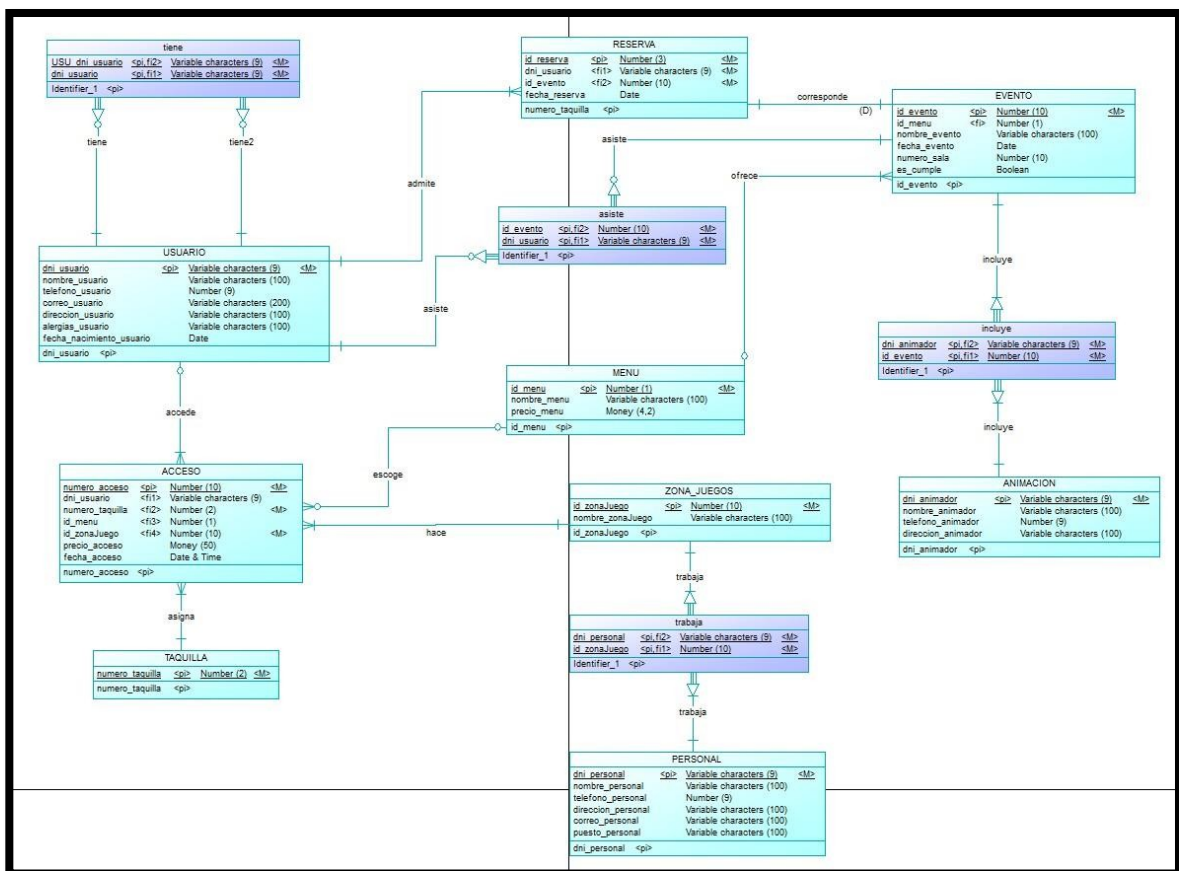 tiene
USU_dni_usuario <pi,fi2> Variable characters (9) <M>
dni_usuario <pi,fi1> Variable characters (9) <M>
Identifier_1 <pi>
tiene
tiene2
RESERVA
id_reserva <pi> Number (3) <M>
dni_usuario <fi1> Variable characters (9) <M>
id_evento <fi2> Number (10) <M>
fecha_reserva Date
numero_taquilla <pi>
corresponde
(D)
EVENTO
id_evento <pi> Number (10) <M>
id_menu <fi> Number (1)
nombre_evento Variable characters (100)
fecha_evento Date
numero_sala Number (10)
es_cumple Boolean
id_evento <pi>
admite
asiste
ofrece
asiste
id_evento <pi,fi2> Number (10) <M>
dni_usuario <pi,fi1> Variable characters (9) <M>
Identifier_1 <pi>
USUARIO
dni_usuario <pi> Variable characters (9) <M>
nombre_usuario Variable characters (100)
telefono_usuario Number (9)
correo_usuario Variable characters (200)
direccion_usuario Variable characters (100)
alergias_usuario Variable characters (100)
fecha_nacimiento_usuario Date
dni_usuario <pi>
asiste
incluye
incluye
dni_animador <pi,fi2> Variable characters (9) <M>
id_evento <pi,fi1> Number (10) <M>
Identifier_1 <pi>
incluye
MENU
id_menu <pi> Number (1) <M>
nombre_menu Variable characters (100)
precio_menu Money (4,2)
id_menu <pi>
accede
escoge
ACCESO
numero_acceso <pi> Number (10) <M>
dni_usuario <fi1> Variable characters (9)
numero_taquilla <fi2> Number (2) <M>
id_menu <fi3> Number (1)
id_zonaJuego <fi4> Number (10) <M>
precio_acceso Money (50)
fecha_acceso Date & Time
numero_acceso <pi>
hace
ZONA_JUEGOS
id_zonaJuego <pi> Number (10) <M>
nombre_zonaJuego Variable characters (100)
id_zonaJuego <pi>
ANIMACION
dni_animador <pi> Variable characters (9) <M>
nombre_animador Variable characters (100)
telefono_animador Number (9)
direccion_animador Variable characters (100)
dni_animador <pi>
trabaja
asigna
trabaja
dni_personal <pi,fi2> Variable characters (9) <M>
id_zonaJuego <pi,fi1> Number (10) <M>
Identifier_1 <pi>
TAQUILLA
numero_taquilla <pi> Number (2) <M>
numero_taquilla <pi>
trabaja
PERSONAL
dni_personal <pi> Variable characters (9) <M>
nombre_personal Variable characters (100)
telefono_personal Number (9)
direccion_personal Variable characters (100)
correo_personal Variable characters (100)
puesto_personal Variable characters (100)
dni_personal <pi>